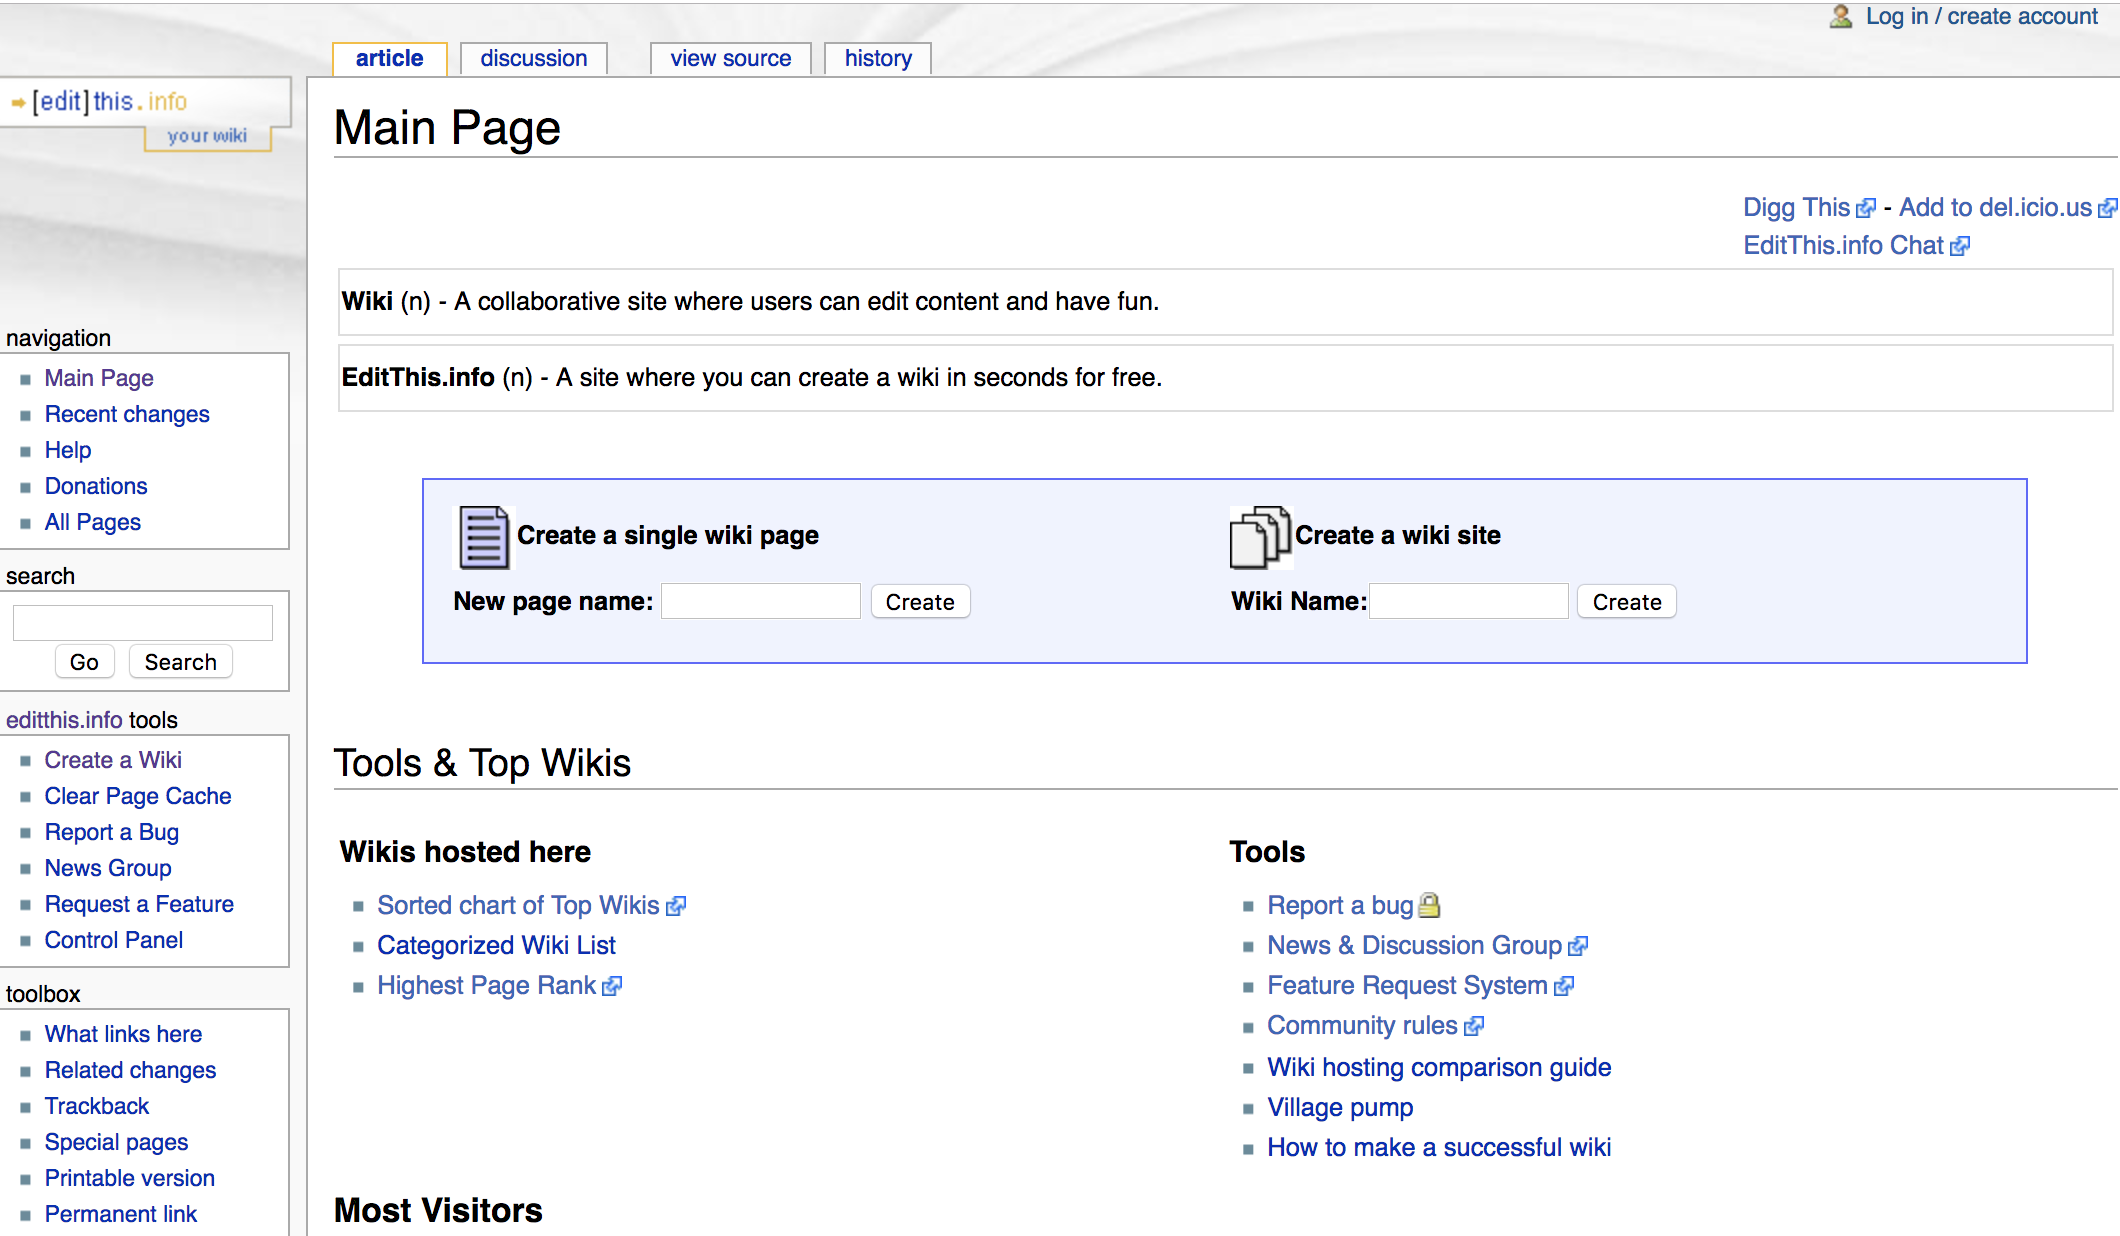 Log in / create account
article discussion view source history
[edit]this.info
your wiki
Main Page
Digg This - Add to del.icio.us
EditThis.info Chat
Wiki (n) - A collaborative site where users can edit content and have fun.
EditThis.info (n) - A site where you can create a wiki in seconds for free.
navigation
Main Page
Recent changes
Help
Donations
All Pages
search
Go Search
editthis.info tools
Create a Wiki
Clear Page Cache
Report a Bug
News Group
Request a Feature
Control Panel
toolbox
What links here
Related changes
Trackback
Special pages
Printable version
Permanent link
Create a single wiki page
New page name: Create
Create a wiki site
Wiki Name: Create
Tools & Top Wikis
Wikis hosted here
Sorted chart of Top Wikis
Categorized Wiki List
Highest Page Rank
Tools
Report a bug
News & Discussion Group
Feature Request System
Community rules
Wiki hosting comparison guide
Village pump
How to make a successful wiki
Most Visitors